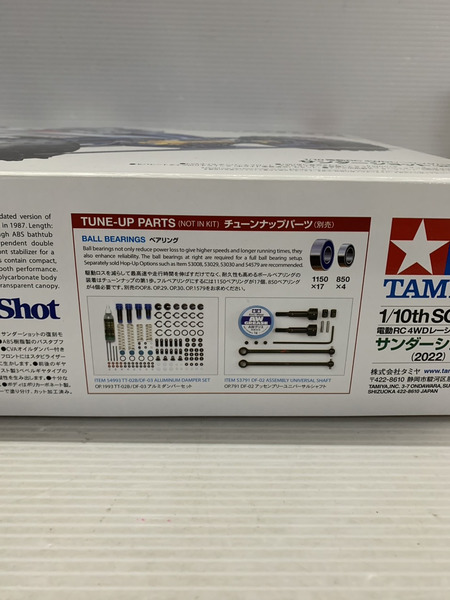 dated version of
in 1987. Length:
gh ABS bathtub
pendent double
nt stabilizer for a
s contain compact,
ooth performance.
olycarbonate body
ransparent canopy.
Shot
サンダーショットの復刻モ
●ABS樹脂製のバスタブフ
●CVAオイルダンパー付き
フロントにはスタビライザー
TUNE-UP PARTS (NOT IN KIT) チューンナップパーツ(別売)
BALL BEARINGS ベアリング
Ball bearings not only reduce power loss to give higher speeds and longer running times, they
also enhance reliability. The ball bearings at right are required for a full ball bearing setup.
Separately sold Hop-Up Options such as Item 53008, 53029, 53030 and 54579 are recommended.
駆動ロスを減らして最高速や走行時間を伸ばすだけでなく、耐久性も高めるボールベアリングの
装着はチューンナップの第1歩。フルベアリングにするには1150ベアリングが17個、850ベアリング
が4個必要です。別売のOP.8、OP.29、OP.30、OP.1579をお求めください。
1150
×17
850
×4
AW
GREASE
ITEM 54993 TT-02B/DF-03 ALUMINUM DAMPER SET
OP.1993 TT-02B/DF-03 アルミダンパーセット
ITEM 53791 DF-02 ASSEMBLY UNIVERSAL SHAFT
OP.791 DF-02 アッセンブリーユニバーサルシャフト
TAMI
1/10th SC
電動RC4WDレーシ
サンダーシ
(2022)
株式会社タミヤ www.tam
〒422-8610 静岡市駿河区
TAMIYA,INC. 3-7 ONDAWARA, SU
SHIZUOKA 422-8610 JAPAN